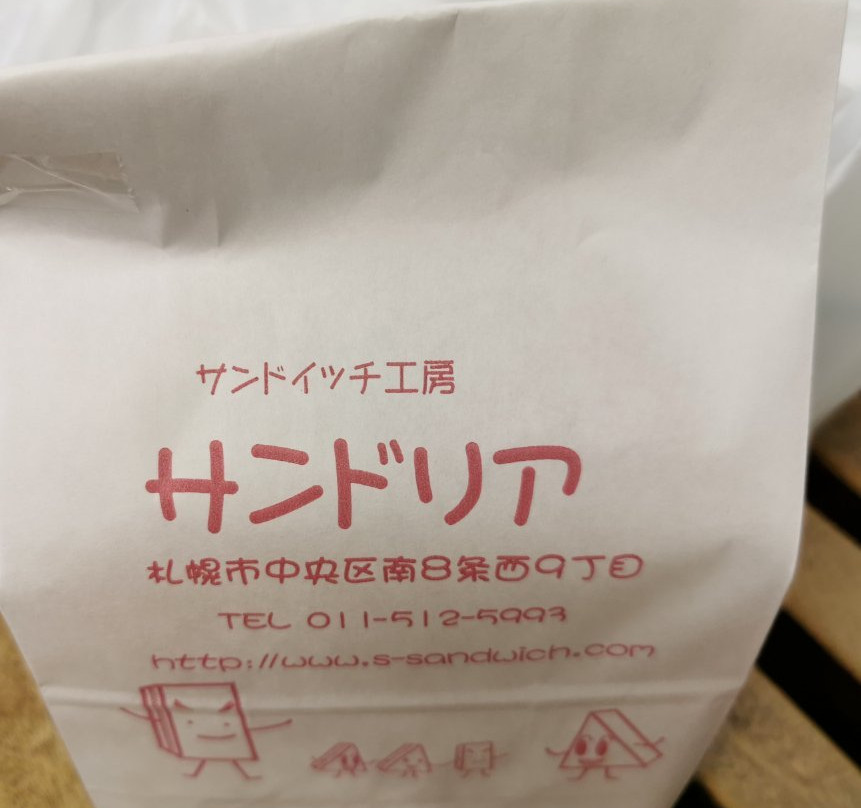 サンドイッチ工房
サンドリア
札幌市中央区南8条西9丁目
TEL 011-512-5993
http://www.s-sandwich.com